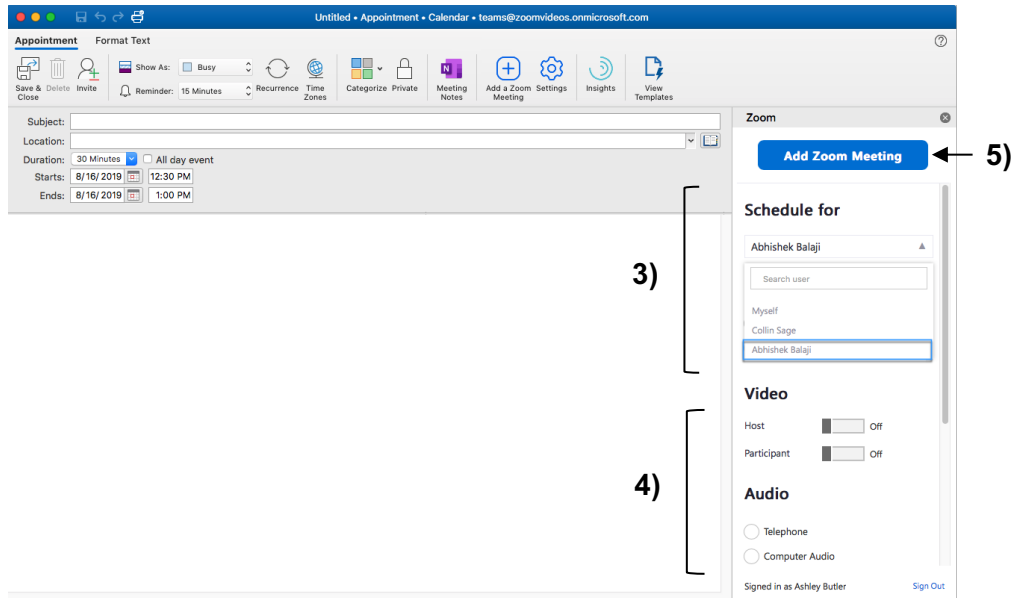 Untitled • Appointment • Calendar • teams@zoomvideos.onmicrosoft.com
Appointment Format Text
Save & Close Delete Invite Show As: Busy Reminder: 15 Minutes Recurrence Time Zones Categorize Private Meeting Notes Add a Zoom Meeting Settings Insights View Templates
Subject:
Location:
Duration: 30 Minutes All day event
Starts: 8/16/2019 12:30 PM
Ends: 8/16/2019 1:00 PM
Zoom
Add Zoom Meeting
5)
3)
Schedule for
Abhishek Balaji
Search user
Myself
Collin Sage
Abhishek Balaji
4)
Video
Host Off
Participant Off
Audio
Telephone
Computer Audio
Signed in as Ashley Butler Sign Out